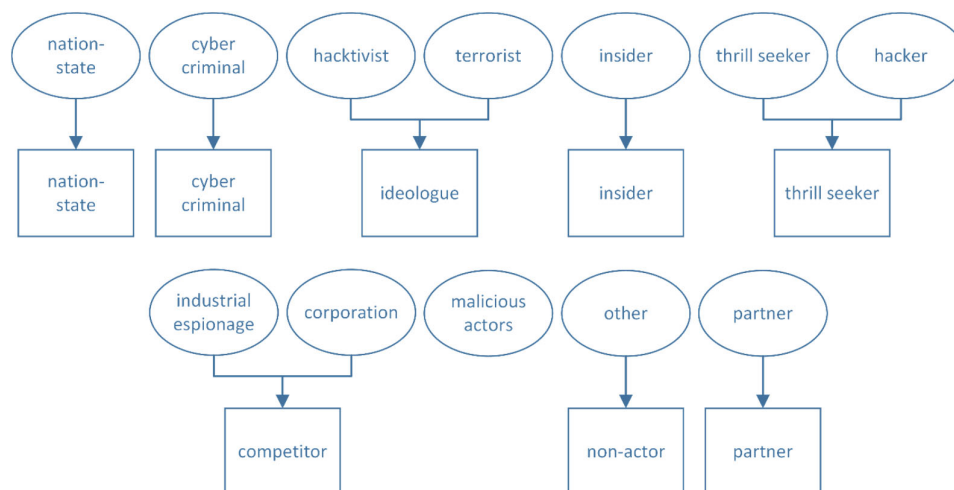 nation-
state
cyber
criminal
hacktivist
terrorist
insider
thrill seeker
hacker
nation-
state
cyber
criminal
ideologue
insider
thrill seeker
industrial
espionage
corporation
malicious
actors
other
partner
competitor
non-actor
partner